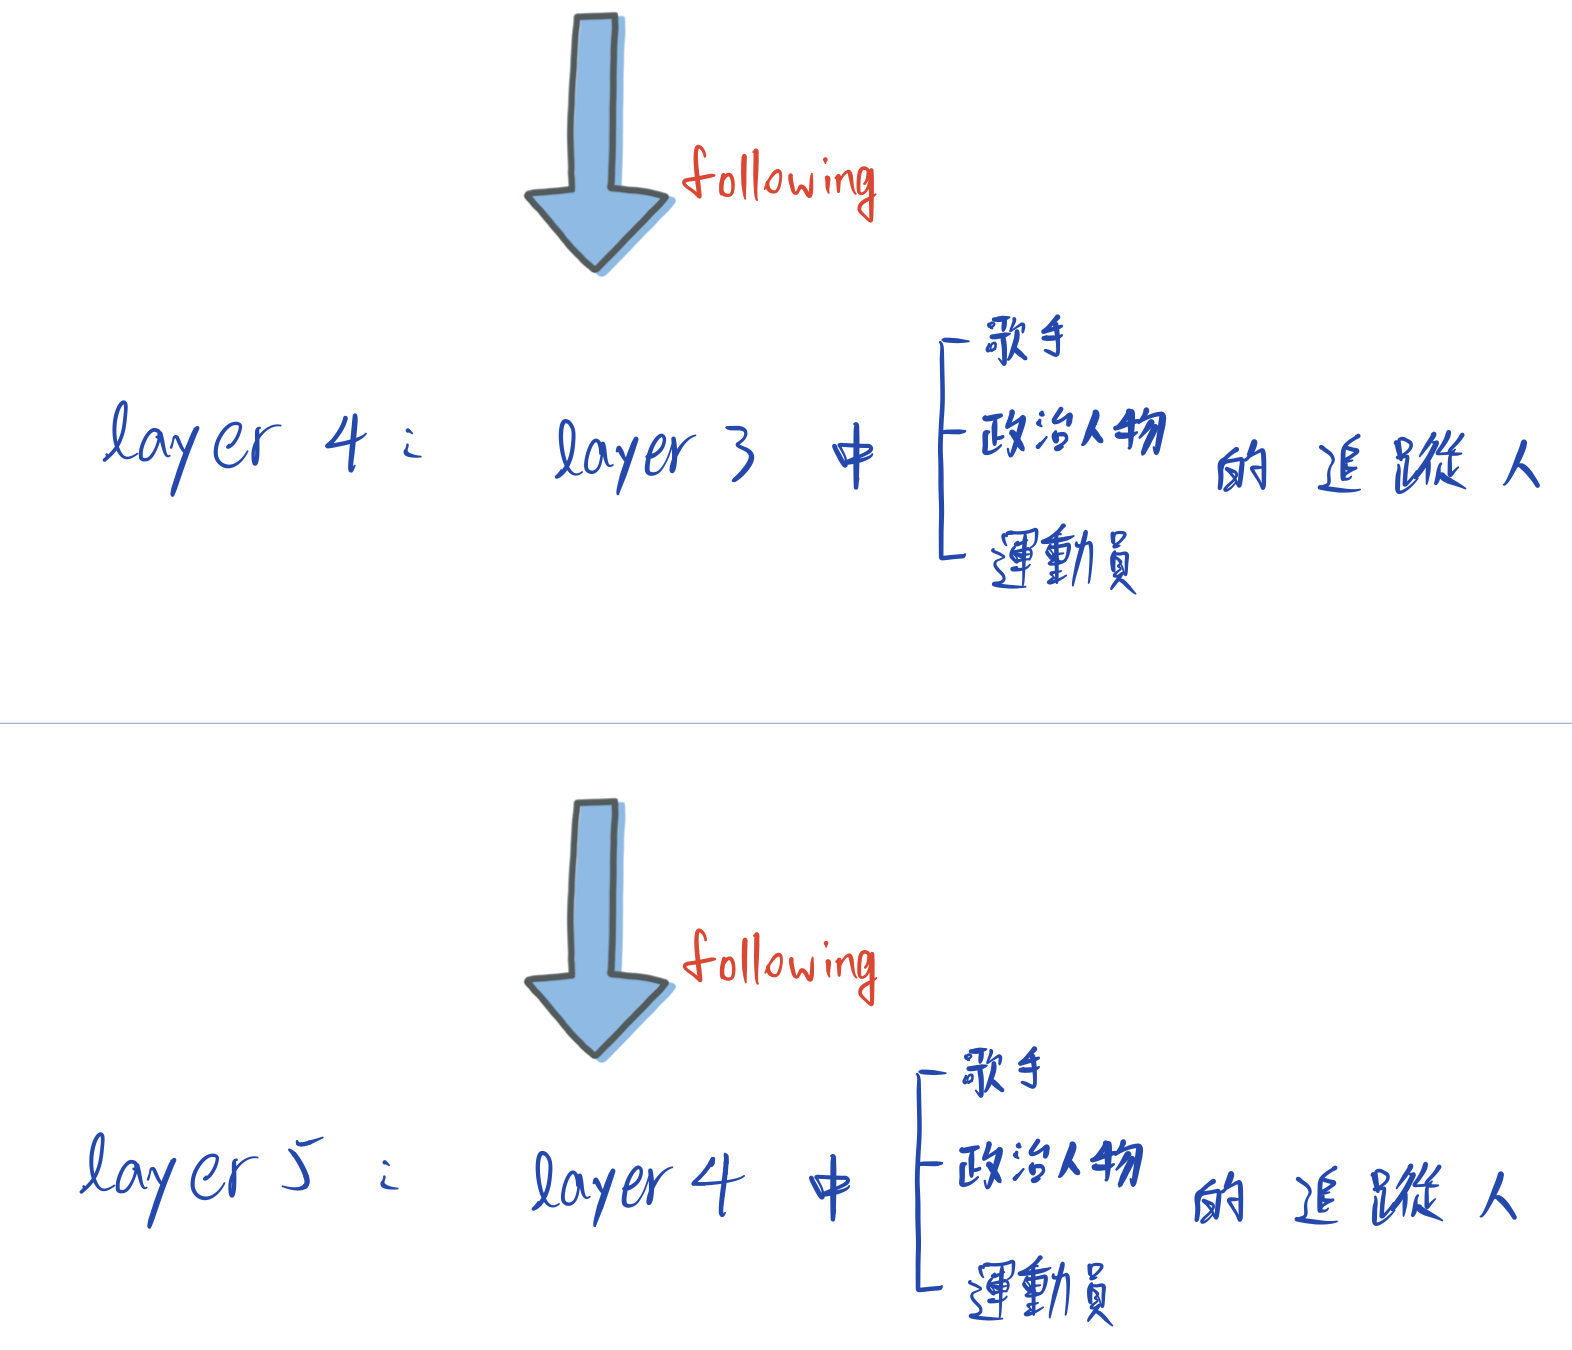 following
歌手
layer 4: layer 3 中 政治人物 的追蹤人
運動員
following
歌手
layer 5: layer 4 中 政治人物 的追蹤人
運動員